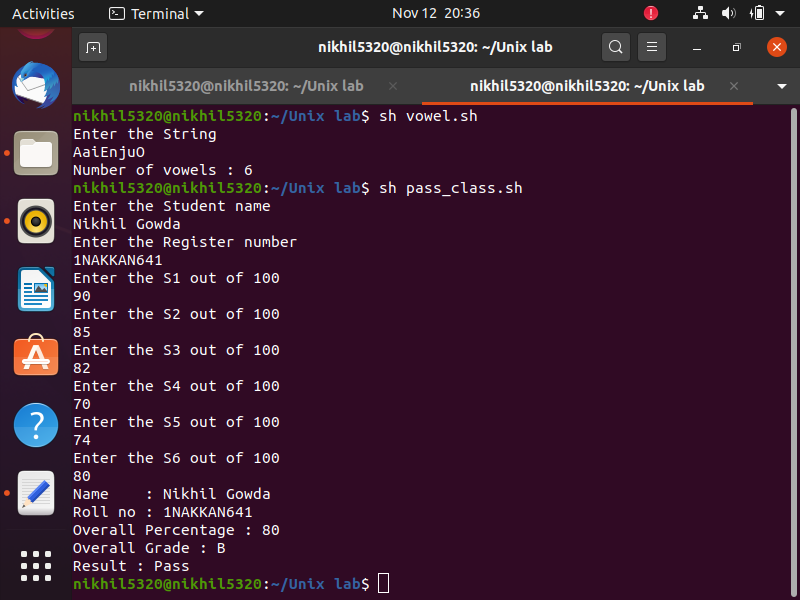 Activities Terminal Nov 12 20:36
nikhil5320@nikhil5320: ~/Unix lab
nikhil5320@nikhil5320: ~/Unix lab nikhil5320@nikhil5320: ~/Unix lab
nikhil5320@nikhil5320:~/Unix lab$ sh vowel.sh
Enter the String
AaiEnjuO
Number of vowels : 6
nikhil5320@nikhil5320:~/Unix lab$ sh pass_class.sh
Enter the Student name
Nikhil Gowda
Enter the Register number
1NAKKAN641
Enter the S1 out of 100
90
Enter the S2 out of 100
85
Enter the S3 out of 100
82
Enter the S4 out of 100
70
Enter the S5 out of 100
74
Enter the S6 out of 100
80
Name    : Nikhil Gowda
Roll no : 1NAKKAN641
Overall Percentage : 80
Overall Grade : B
Result : Pass
nikhil5320@nikhil5320:~/Unix lab$